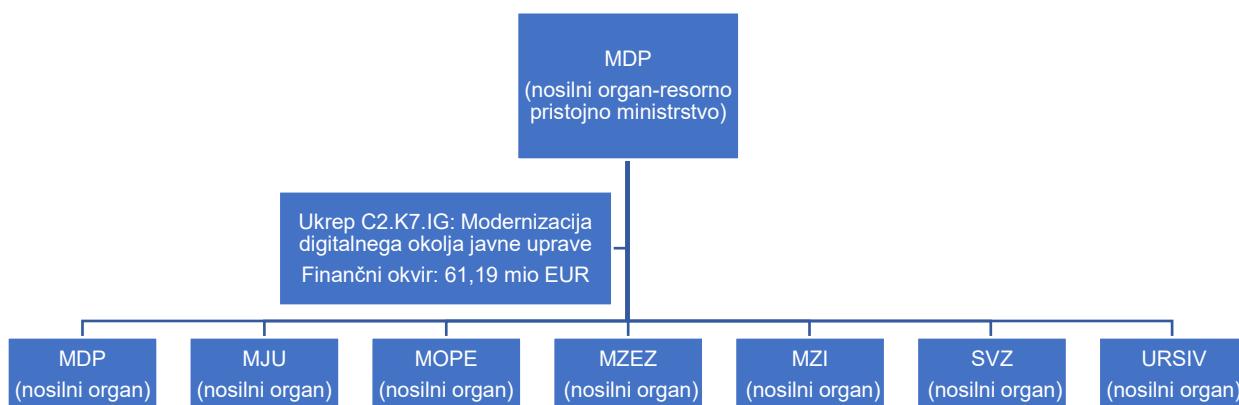 MDP
(nosilni organ-resorno
pristojno ministrstvo)
Ukrep C2.K7.IG: Modernizacija
digitalnega okolja javne uprave
Finančni okvir: 61,19 mio EUR
MDP
(nosilni organ)
MJU
(nosilni organ)
MOPE
(nosilni organ)
MZEZ
(nosilni organ)
MZI
(nosilni organ)
SVZ
(nosilni organ)
URSIV
(nosilni organ)